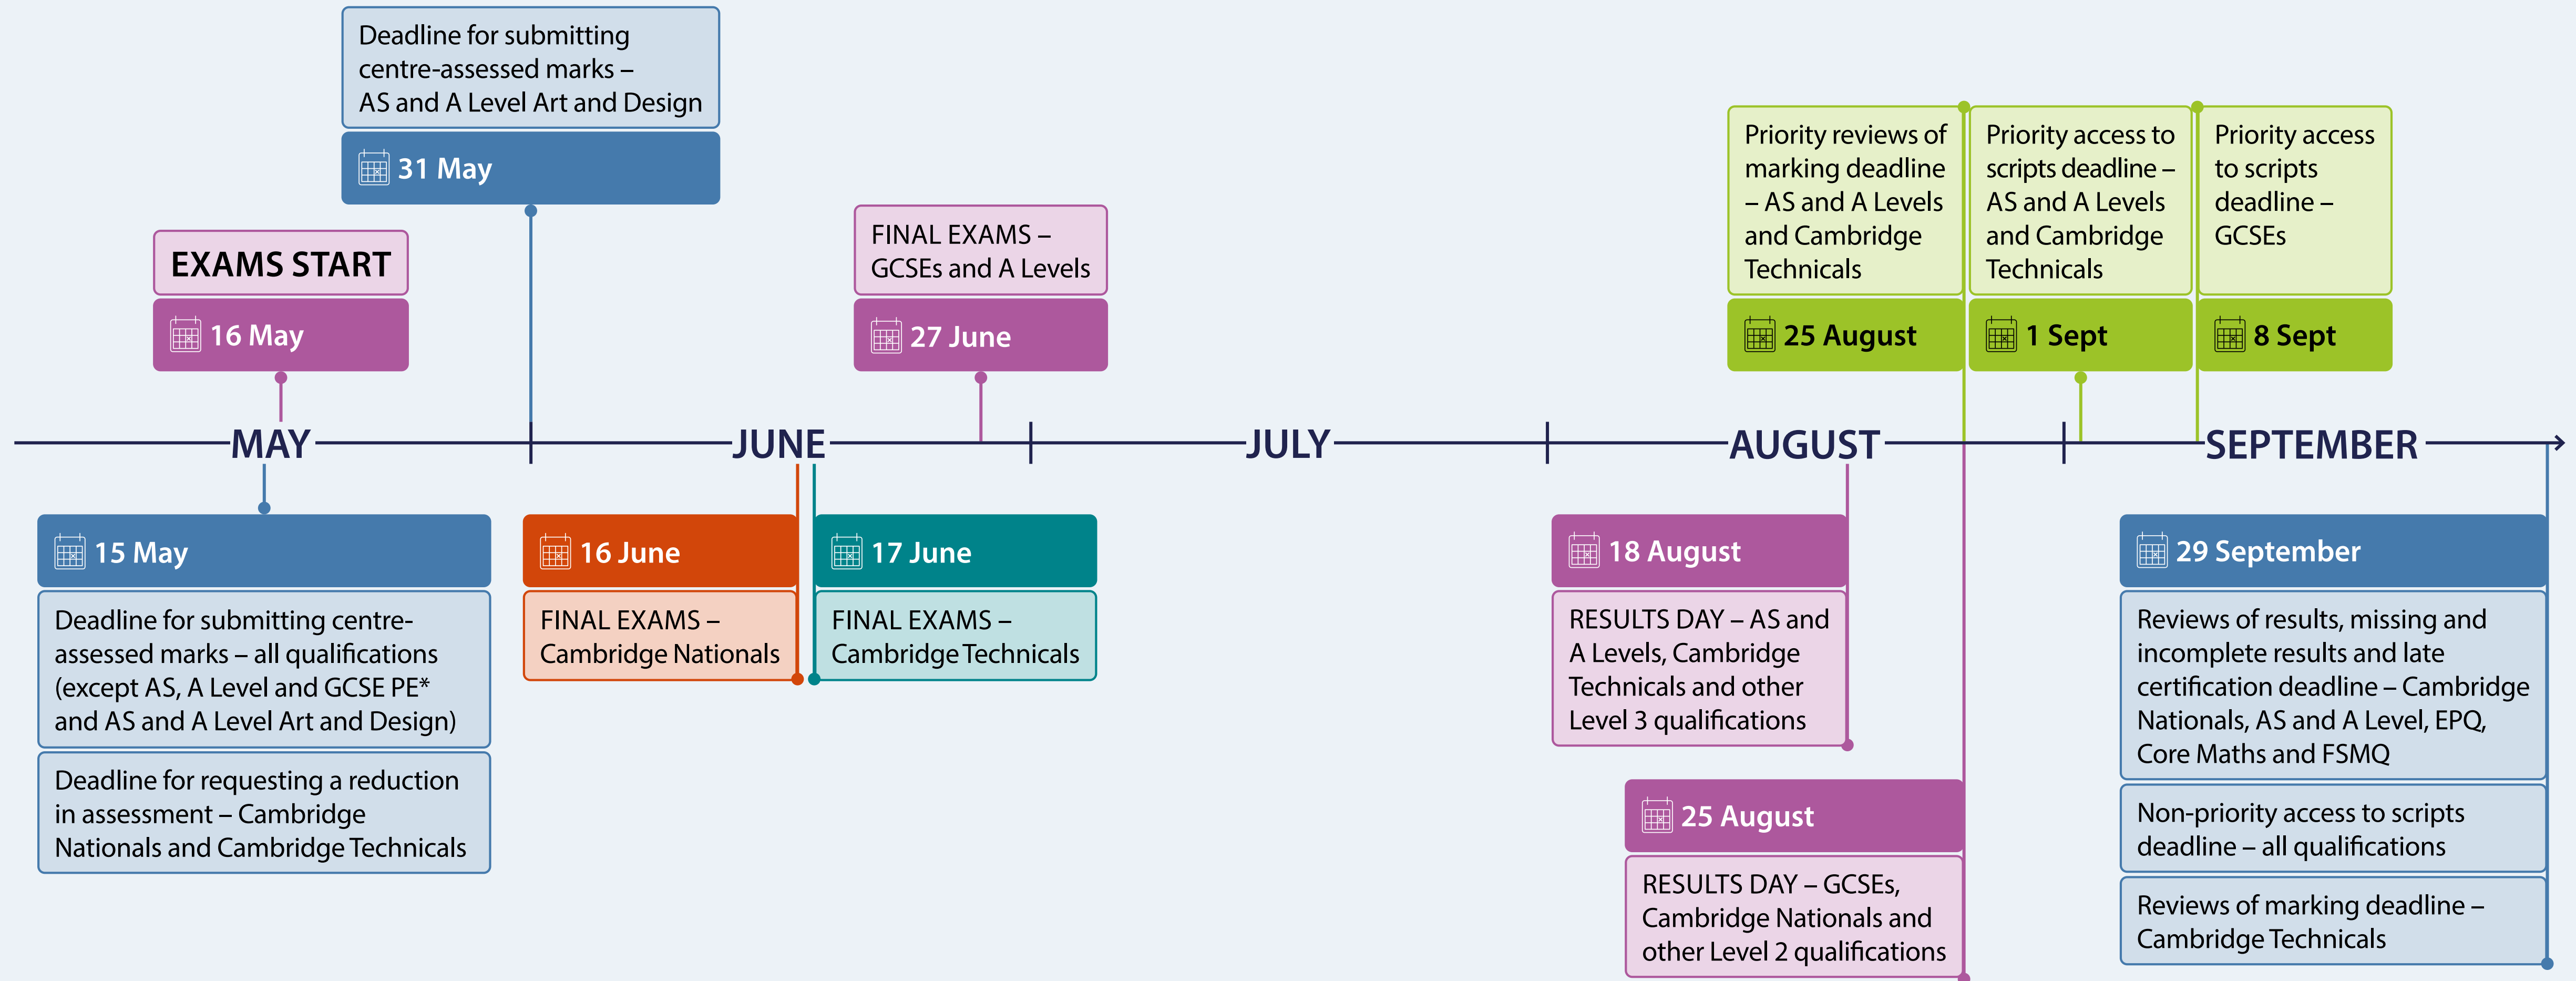 Deadline for submitting
centre-assessed marks –
AS and A Level Art and Design
31 May
EXAMS START
16 May
FINAL EXAMS –
GCSEs and A Levels
27 June
Priority reviews of
marking deadline
– AS and A Levels
and Cambridge
Technicals
25 August
Priority access to
scripts deadline –
AS and A Levels
and Cambridge
Technicals
1 Sept
Priority access
to scripts
deadline –
GCSEs
8 Sept
MAY
JUNE
JULY
AUGUST
SEPTEMBER
15 May
Deadline for submitting centre-
assessed marks – all qualifications
(except AS, A Level and GCSE PE*
and AS and A Level Art and Design)
Deadline for requesting a reduction
in assessment – Cambridge
Nationals and Cambridge Technicals
16 June
FINAL EXAMS –
Cambridge Nationals
17 June
FINAL EXAMS –
Cambridge Technicals
18 August
RESULTS DAY – AS and
A Levels, Cambridge
Technicals and other
Level 3 qualifications
25 August
RESULTS DAY – GCSEs,
Cambridge Nationals and
other Level 2 qualifications
29 September
Reviews of results, missing and
incomplete results and late
certification deadline – Cambridge
Nationals, AS and A Level, EPQ,
Core Maths and FSMQ
Non-priority access to scripts
deadline – all qualifications
Reviews of marking deadline –
Cambridge Technicals